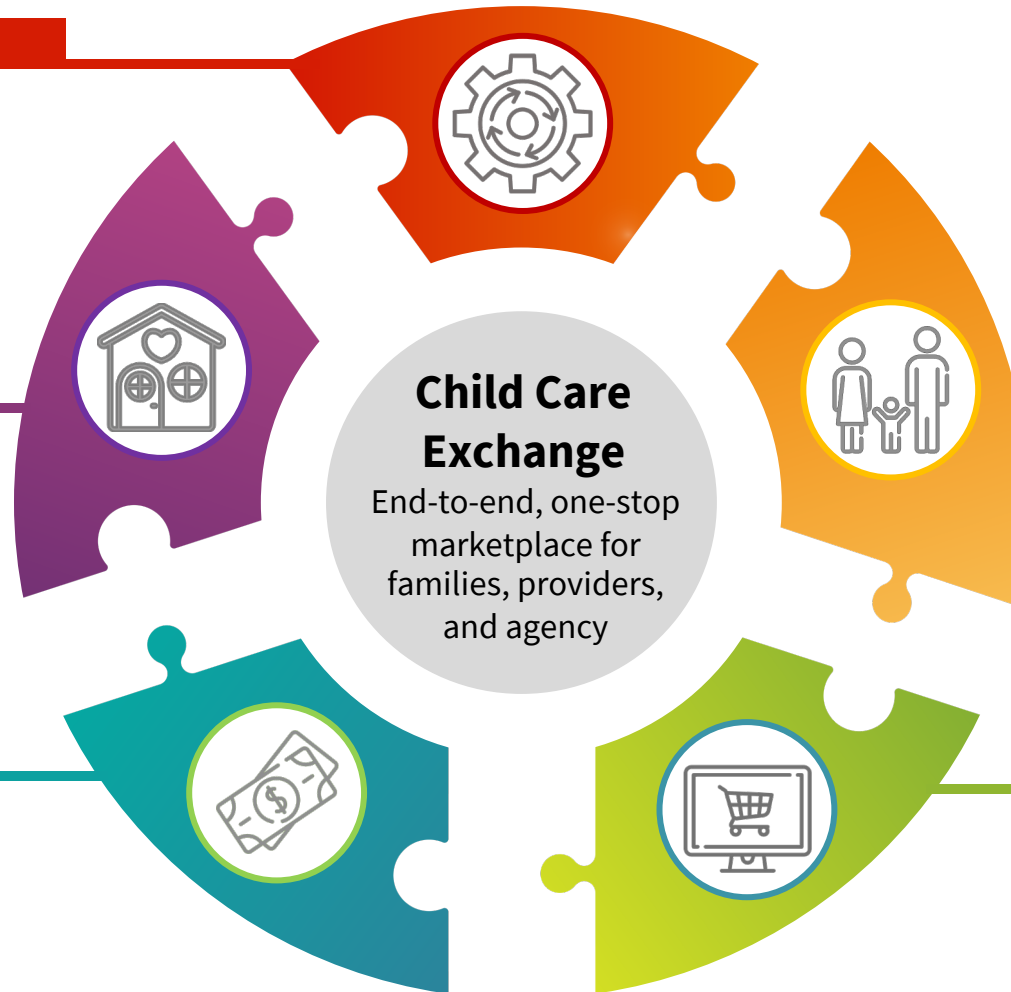 Child Care
Exchange
End-to-end, one-stop
marketplace for
families, providers,
and agency
$